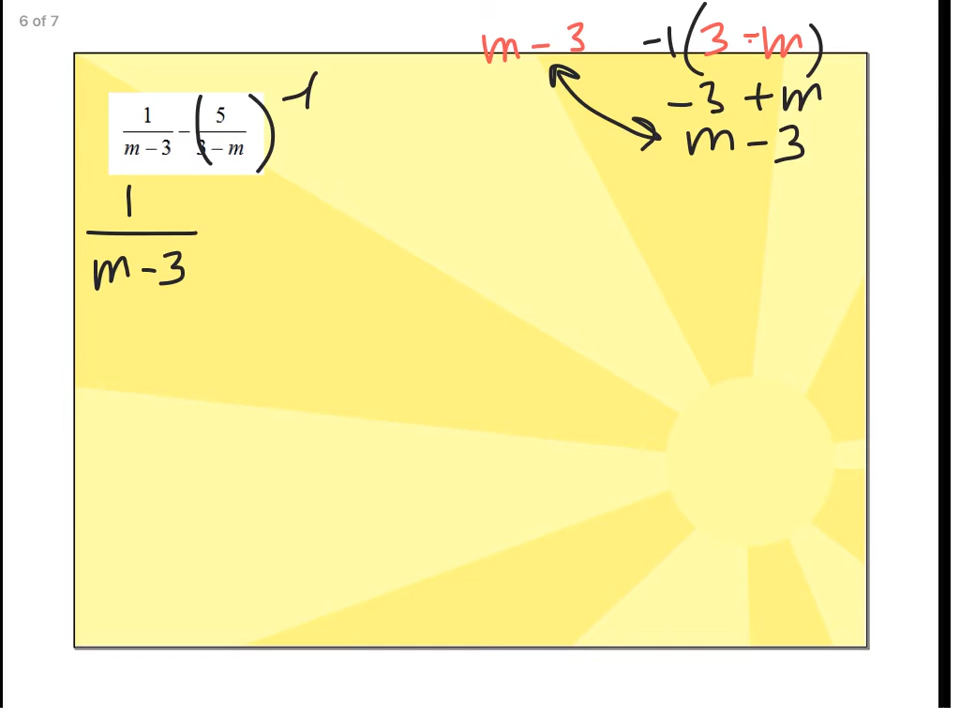 6 of 7
m - 3    -1(3 - m)
-3 + m
m - 3
1/(m - 3) - (5/(3 - m)) -1
1/(m - 3)